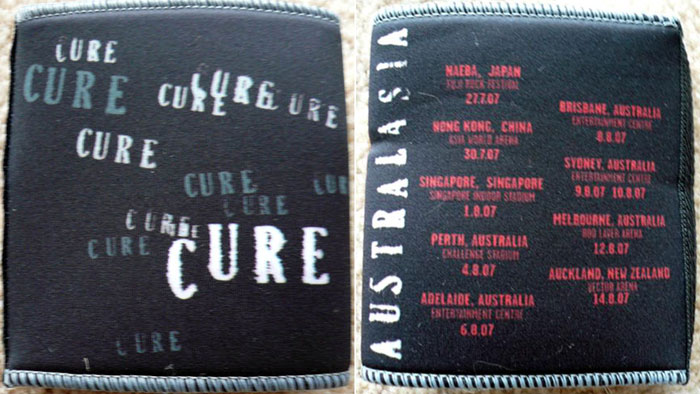 CURE
CURE
CURE
CURE
CURE
CURE
CURE
CURE
CURE
CURE
CURE
CURE
CURE
AUSTRALASIA
NAEBA, JAPAN
FUJI ROCK FESTIVAL
27.7.07
HONG KONG, CHINA
ASIA WORLD ARENA
30.7.07
SINGAPORE, SINGAPORE
SINGAPORE INDOOR STADIUM
1.8.07
PERTH, AUSTRALIA
CHALLENGE STADIUM
4.8.07
ADELAIDE, AUSTRALIA
ENTERTAINMENT CENTRE
6.8.07
BRISBANE, AUSTRALIA
ENTERTAINMENT CENTRE
8.8.07
SYDNEY, AUSTRALIA
ENTERTAINMENT CENTRE
9.8.07 10.8.07
MELBOURNE, AUSTRALIA
ROD LAVER ARENA
12.8.07
AUCKLAND, NEW ZEALAND
VECTOR ARENA
14.8.07